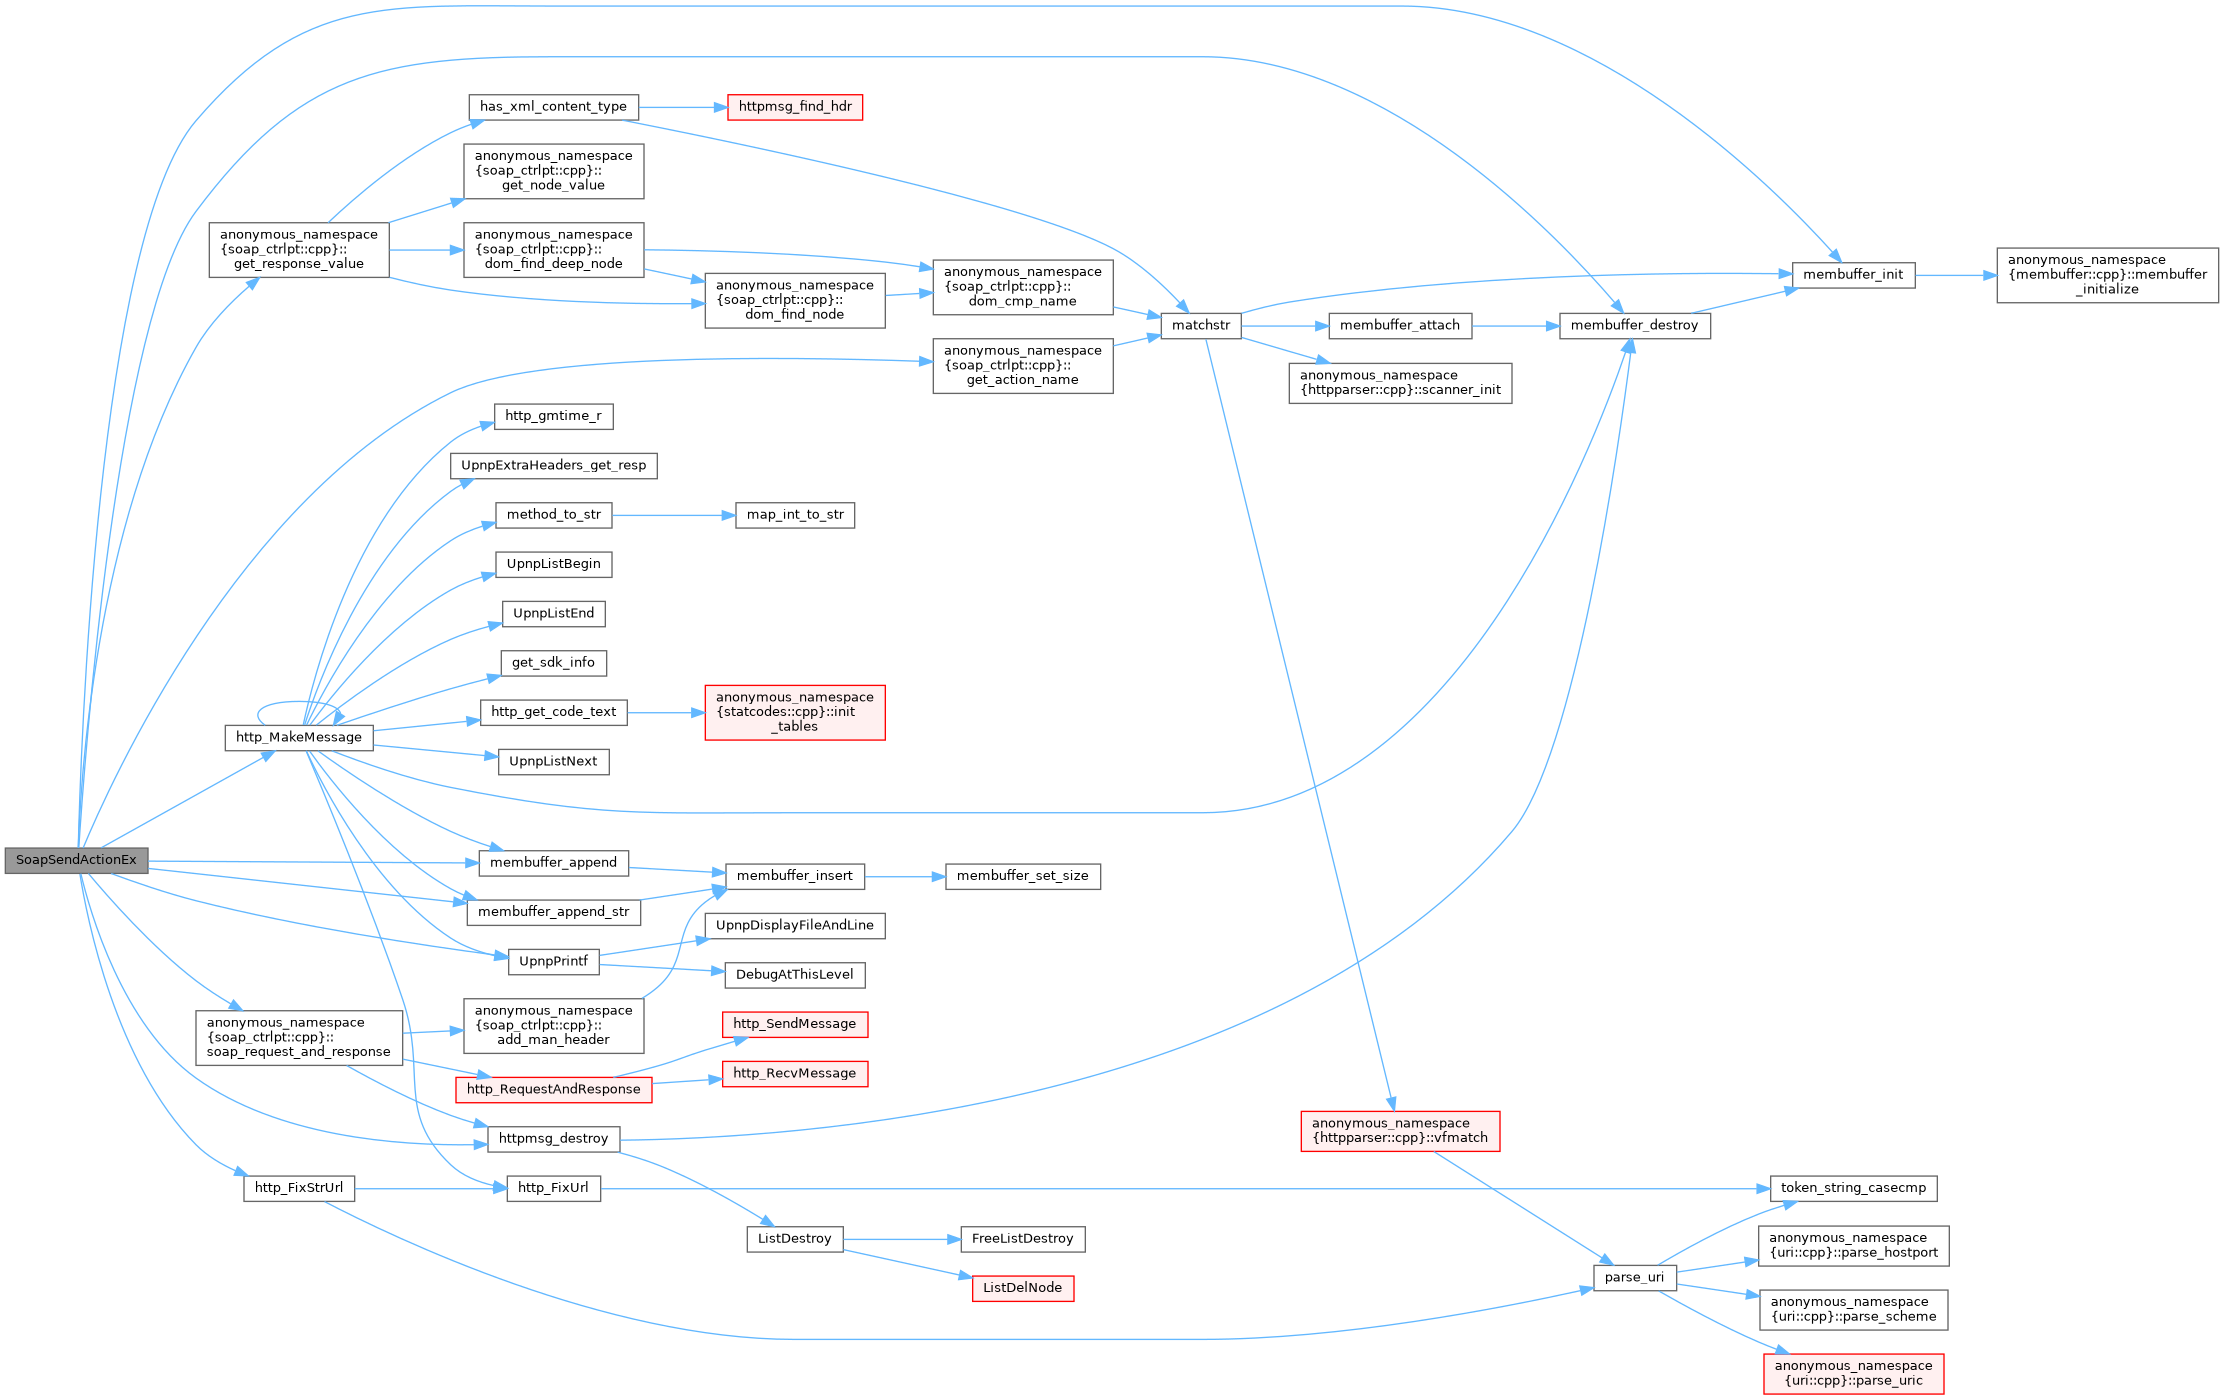 has_xml_content_type
httpmsg_find_hdr
anonymous_namespace
{soap_ctrlpt::cpp}::
get_node_value
anonymous_namespace
{soap_ctrlpt::cpp}::
get_response_value
anonymous_namespace
{soap_ctrlpt::cpp}::
dom_find_deep_node
anonymous_namespace
{soap_ctrlpt::cpp}::
dom_find_node
anonymous_namespace
{soap_ctrlpt::cpp}::
dom_cmp_name
membuffer_init
anonymous_namespace
{membuffer::cpp}::membuffer
_initialize
matchstr
membuffer_attach
membuffer_destroy
anonymous_namespace
{soap_ctrlpt::cpp}::
get_action_name
anonymous_namespace
{httpparser::cpp}::scanner_init
http_gmtime_r
UpnpExtraHeaders_get_resp
method_to_str
map_int_to_str
UpnpListBegin
UpnpListEnd
get_sdk_info
http_get_code_text
anonymous_namespace
{statcodes::cpp}::init
_tables
http_MakeMessage
UpnpListNext
SoapSendActionEx
membuffer_append
membuffer_insert
membuffer_set_size
membuffer_append_str
UpnpDisplayFileAndLine
UpnpPrintf
DebugAtThisLevel
anonymous_namespace
{soap_ctrlpt::cpp}::
soap_request_and_response
anonymous_namespace
{soap_ctrlpt::cpp}::
add_man_header
http_SendMessage
http_RequestAndResponse
http_RecvMessage
httpmsg_destroy
anonymous_namespace
{httpparser::cpp}::vfmatch
http_FixStrUrl
http_FixUrl
token_string_casecmp
ListDestroy
FreeListDestroy
anonymous_namespace
{uri::cpp}::parse_hostport
ListDelNode
parse_uri
anonymous_namespace
{uri::cpp}::parse_scheme
anonymous_namespace
{uri::cpp}::parse_uric